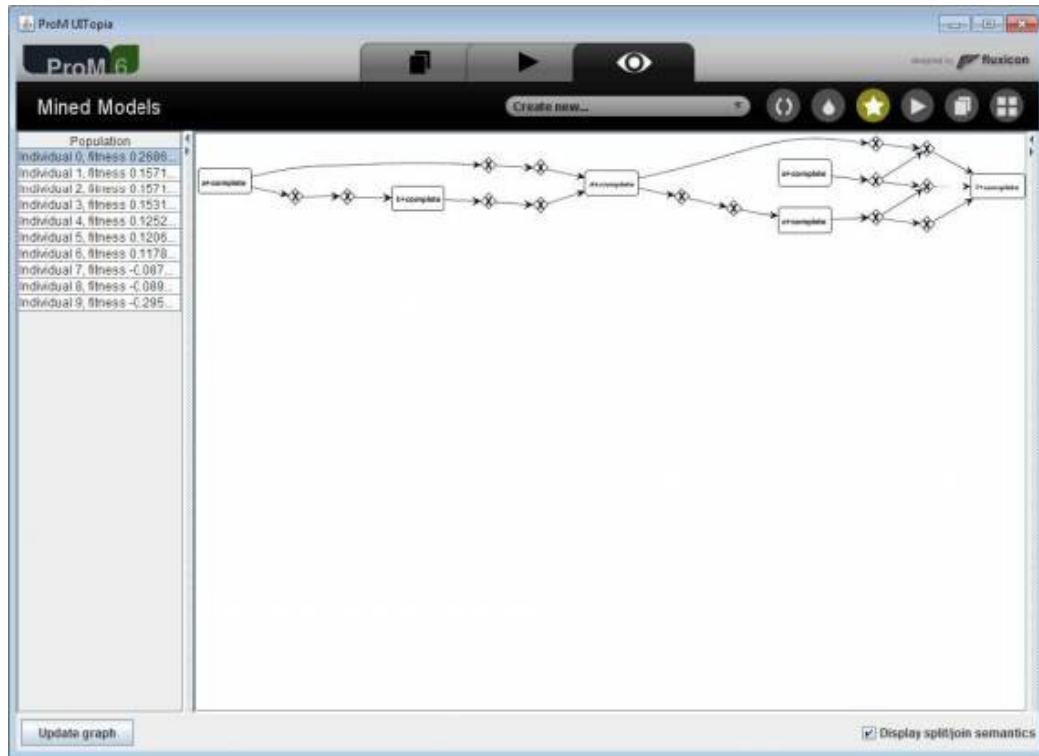 ProM UITopia
ProM 6
fluxicon
Mined Models
Create new...
Population
Individual 0, fitness 0.2686...
Individual 1, fitness 0.1571...
Individual 2, fitness 0.1571...
Individual 3, fitness 0.1531...
Individual 4, fitness 0.1252...
Individual 5, fitness 0.1206...
Individual 6, fitness 0.1178...
Individual 7, fitness -0.087...
Individual 8, fitness -0.089...
Individual 9, fitness -0.295...
a+complete
b+complete
d+complete
Update graph
Display split/join semantics